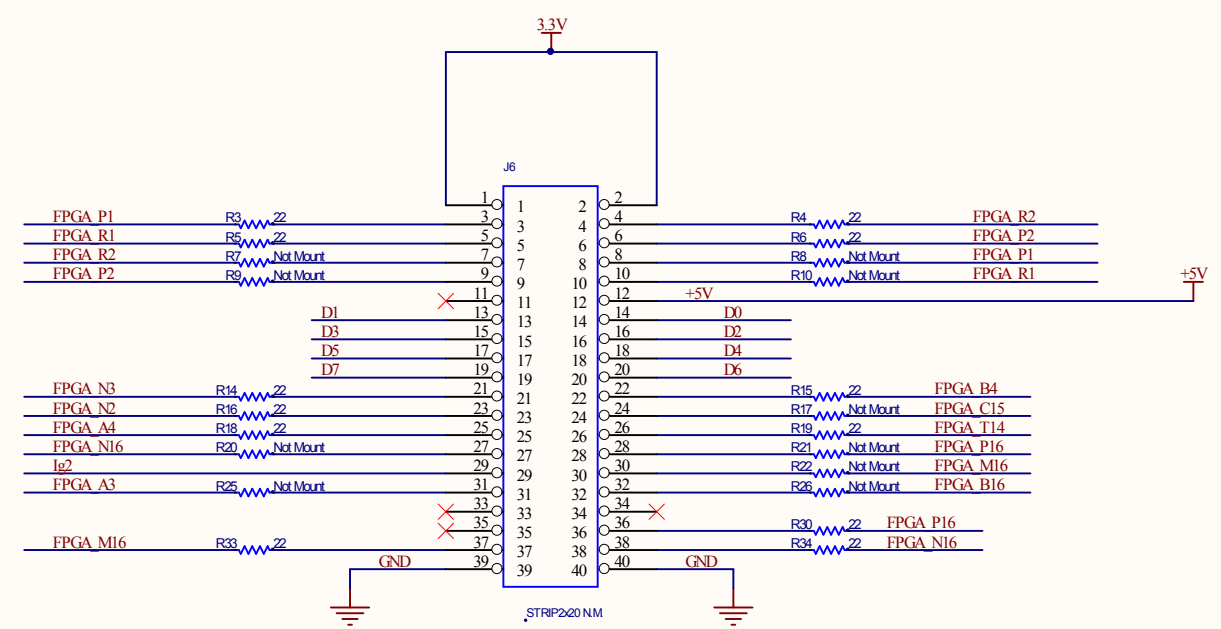 3.3V
J6
1 1 2 2
FPGA_P1 R3 22 3 3 4 4 R4 22 FPGA_R2
FPGA_R1 R5 22 5 5 6 6 R6 22 FPGA_P2
FPGA_R2 R7 Not Mount 7 7 8 8 R8 Not Mount FPGA_P1
FPGA_P2 R9 Not Mount 9 9 10 10 R10 Not Mount FPGA_R1
11 11 12 12 +5V +5V
D1 13 13 14 14 D0
D3 15 15 16 16 D2
D5 17 17 18 18 D4
D7 19 19 20 20 D6
FPGA_N3 R14 22 21 21 22 22 R15 22 FPGA_B4
FPGA_N2 R16 22 23 23 24 24 R17 Not Mount FPGA_C15
FPGA_A4 R18 22 25 25 26 26 R19 22 FPGA_T14
FPGA_N16 R20 Not Mount 27 27 28 28 R21 Not Mount FPGA_P16
Ig2 29 29 30 30 R22 Not Mount FPGA_M16
FPGA_A3 R25 Not Mount 31 31 32 32 R26 Not Mount FPGA_B16
33 33 34 34
35 35 36 36 R30 22 FPGA_P16
FPGA_M16 R33 22 37 37 38 38 R34 22 FPGA_N16
GND 39 39 40 40 GND
STRIP2x20 N.M.